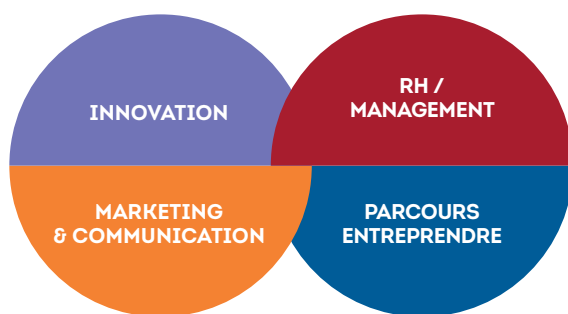 INNOVATION
RH /
MANAGEMENT
MARKETING
& COMMUNICATION
PARCOURS
ENTREPRENDRE